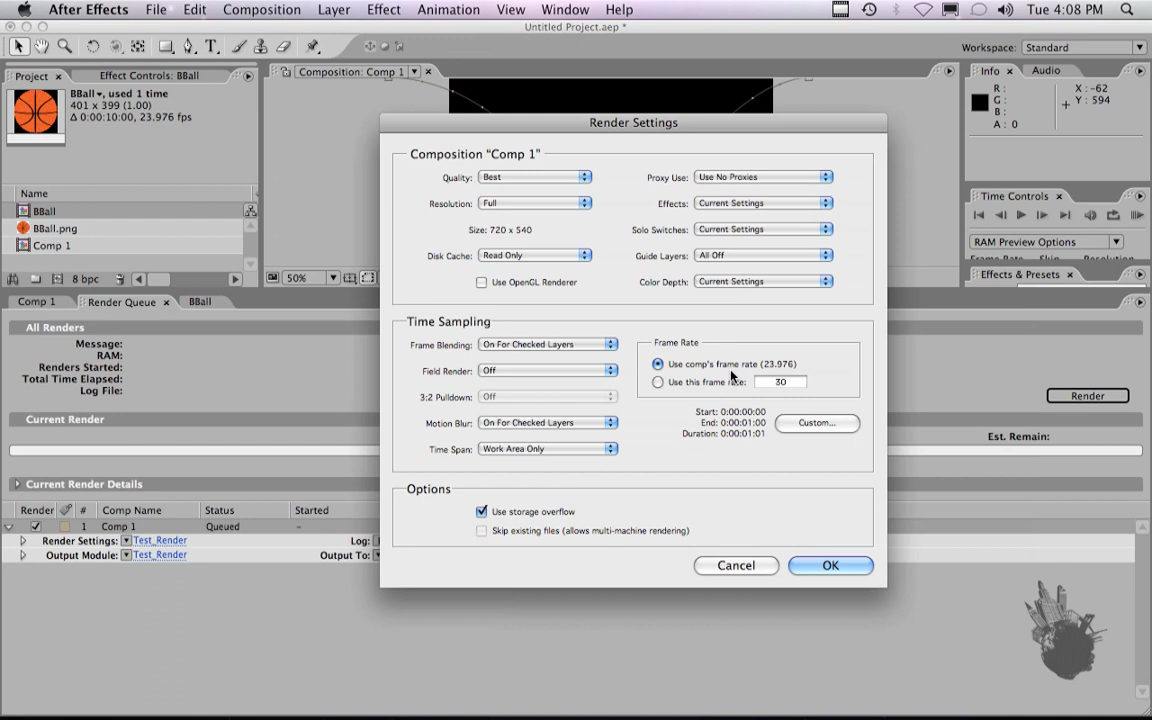 After Effects File Edit Composition Layer Effect Animation View Window Help Tue 4:08 PM
Untitled Project.aep *
T Workspace: Standard
Project × Effect Controls: BBall Composition: Comp 1 × Info × Audio
BBall, used 1 time
401 x 399 (1.00)
Δ 0:00:10:00, 23.976 fps
R :
G :
B :
A : 0
X : -62
Y : 594
Render Settings
Composition "Comp 1"
Quality: Best Proxy Use: Use No Proxies
Resolution: Full Effects: Current Settings
Size: 720 x 540 Solo Switches: Current Settings
Disk Cache: Read Only Guide Layers: All Off
Use OpenGL Renderer Color Depth: Current Settings
Name
BBall
BBall.png
Comp 1
8 bpc 50%
Time Controls ×
RAM Preview Options
Effects & Presets ×
Comp 1 Render Queue × BBall
Time Sampling
Frame Blending: On For Checked Layers
Field Render: Off
3:2 Pulldown: Off
Motion Blur: On For Checked Layers
Time Span: Work Area Only
Frame Rate
Use comp's frame rate (23.976)
Use this frame rate: 30
Start: 0:00:00:00
End: 0:00:01:00
Duration: 0:00:01:01
Custom...
Options
Use storage overflow
Skip existing files (allows multi-machine rendering)
Cancel OK
All Renders
Message:
RAM:
Renders Started:
Total Time Elapsed:
Log File:
Render
Current Render
Est. Remain:
Current Render Details
Render # Comp Name Status Started
1 Comp 1 Queued –
Render Settings: Test_Render Log:
Output Module: Test_Render Output To: